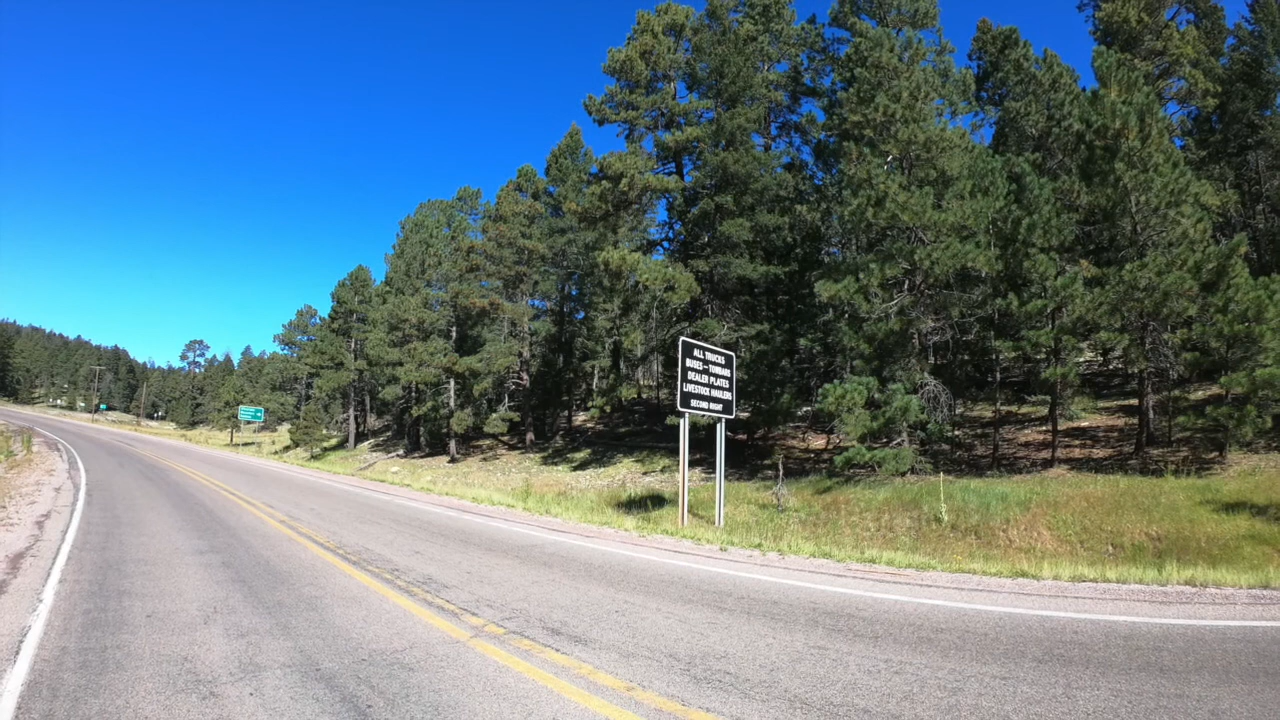 ALL TRUCKS
BUSES—TOWBARS
DEALER PLATES
LIVESTOCK HAULERS
SECOND RIGHT